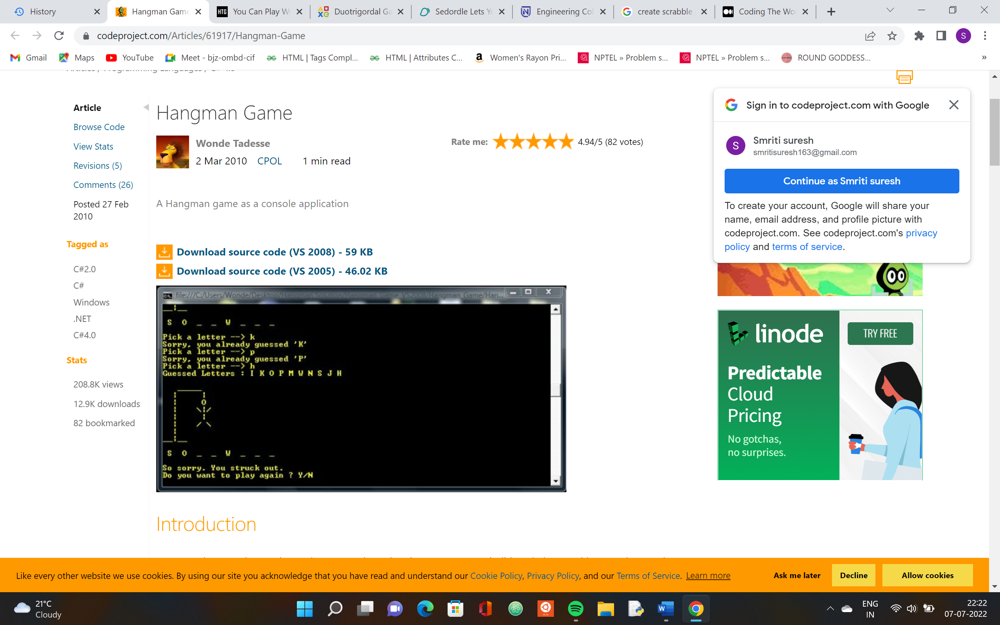 History
Hangman Game
You Can Play W
Duotrigordal Ga
Sedordle Lets Yo
Engineering Col
create scrabble
Coding The Wor
codeproject.com/Articles/61917/Hangman-Game
S
Gmail
Maps
YouTube
Meet - bjz-ombd-cif
HTML | Tags Compl...
HTML | Attributes C...
Women's Rayon Pri...
NPTEL » Problem s...
NPTEL » Problem s...
ROUND GODDESS...
»
Articles / Programming Languages / C# 4.0
Article
Browse Code
View Stats
Revisions (5)
Comments (26)
Posted 27 Feb
2010
Tagged as
C#2.0
C#
Windows
.NET
C#4.0
Stats
208.8K views
12.9K downloads
82 bookmarked
Hangman Game
Wonde Tadesse
2 Mar 2010 CPOL 1 min read
Rate me: 4.94/5 (82 votes)
A Hangman game as a console application
Download source code (VS 2008) - 59 KB
Download source code (VS 2005) - 46.02 KB
file:///C:/Users/Wonde/Desktop/Hangman Solution/Hangman_Game_VS2008/Hangman_Game/Han...
S O _ _ W _ _ _
Pick a letter --> k
Sorry, you already guessed 'K'
Pick a letter --> p
Sorry, you already guessed 'P'
Pick a letter --> h
Guessed Letters : I K O P M W N S J H
S O _ _ W _ _ _
So sorry. You struck out.
Do you want to play again ? Y/N
Introduction
Sign in to codeproject.com with Google
S
Smriti suresh
smritisuresh163@gmail.com
Continue as Smriti suresh
To create your account, Google will share your
name, email address, and profile picture with
codeproject.com. See codeproject.com's privacy
policy and terms of service.
linode
TRY FREE
Predictable
Cloud
Pricing
No gotchas,
no surprises.
Like every other website we use cookies. By using our site you acknowledge that you have read and understand our Cookie Policy, Privacy Policy, and our Terms of Service. Learn more
Ask me later
Decline
Allow cookies
21°C
Cloudy
ENG
IN
22:22
07-07-2022